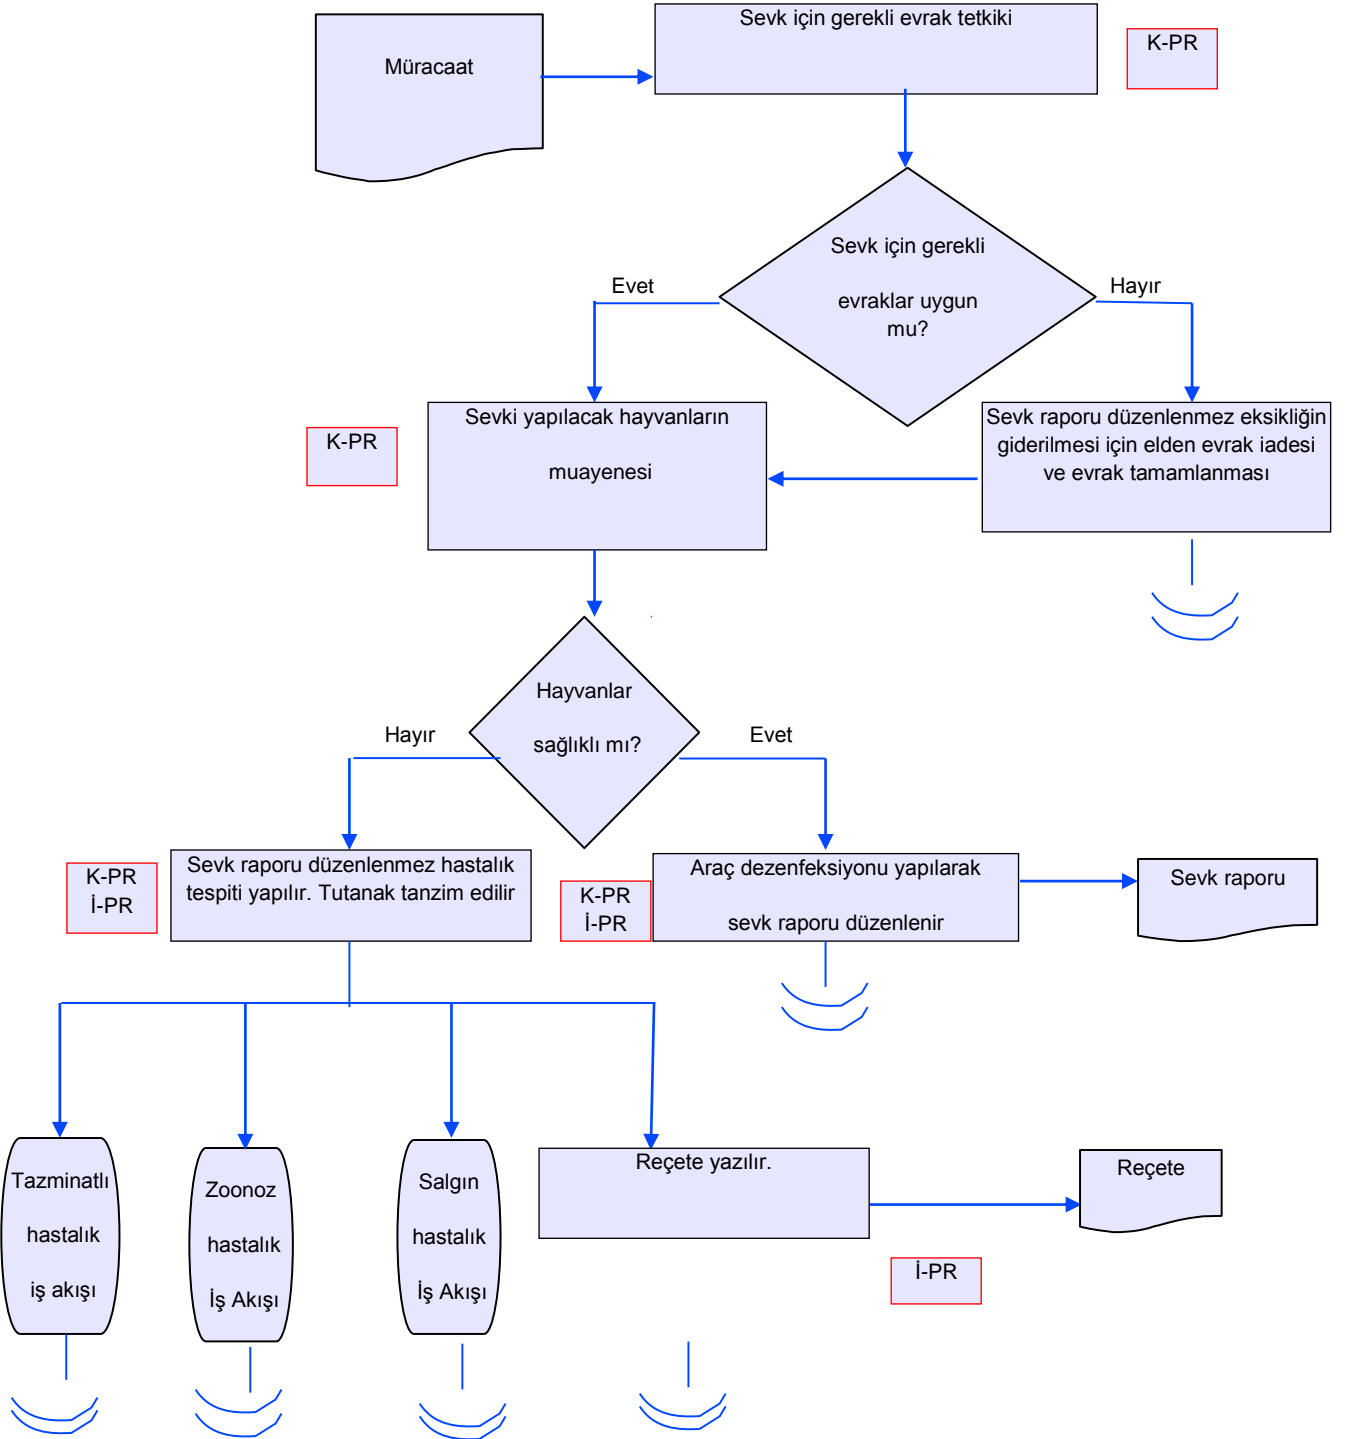 Müracaat
Sevk için gerekli evrak tetkiki
K-PR
Sevk için gerekli
evraklar uygun
mu?
Evet
Hayır
K-PR
Sevki yapılacak hayvanların
muayenesi
Sevk raporu düzenlenmez eksikliğin
giderilmesi için elden evrak iadesi
ve evrak tamamlanması
Hayvanlar
sağlıklı mı?
Hayır
Evet
K-PR
İ-PR
Sevk raporu düzenlenmez hastalık
tespiti yapılır. Tutanak tanzim edilir
K-PR
İ-PR
Araç dezenfeksiyonu yapılarak
sevk raporu düzenlenir
Sevk raporu
Tazminatlı
hastalık
iş akışı
Zoonoz
hastalık
İş Akışı
Salgın
hastalık
İş Akışı
Reçete yazılır.
Reçete
İ-PR